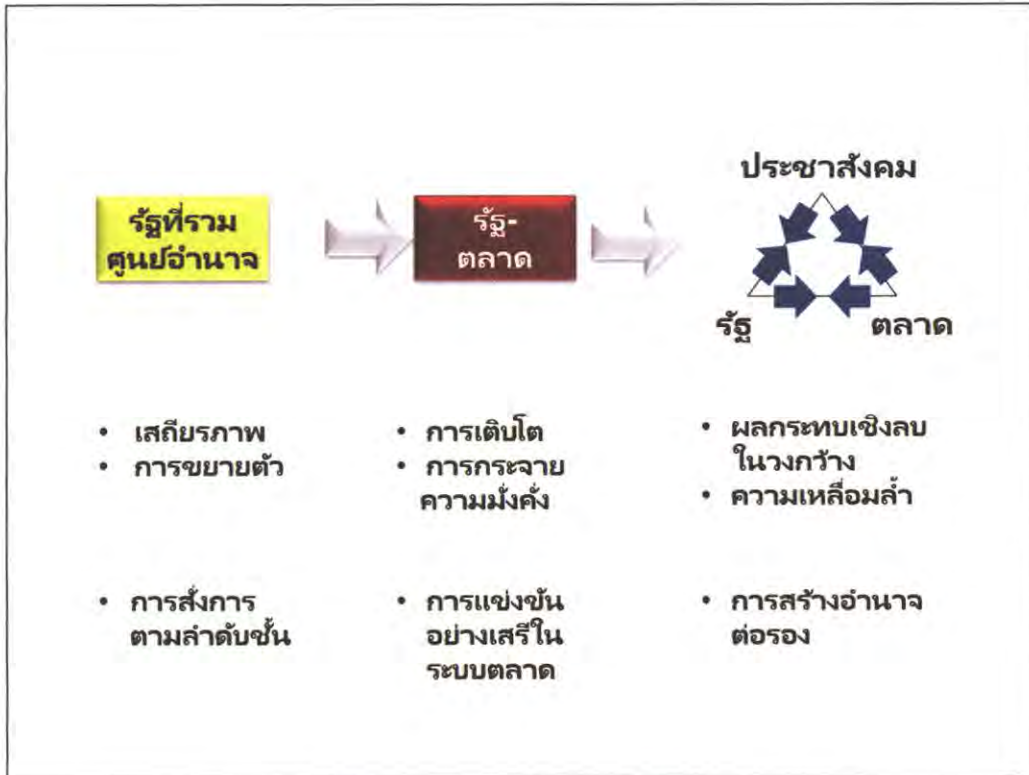 รัฐที่รวม
ศูนย์อำนาจ
รัฐ-
ตลาด
ประชาสังคม
รัฐ
ตลาด
• เสถียรภาพ
• การขยายตัว
• การเติบโต
• การกระจาย
ความมั่งคั่ง
• ผลกระทบเชิงลบ
ในวงกว้าง
• ความเหลื่อมล้ำ
• การสั่งการ
ตามลำดับชั้น
• การแข่งขัน
อย่างเสรีใน
ระบบตลาด
• การสร้างอำนาจ
ต่อรอง